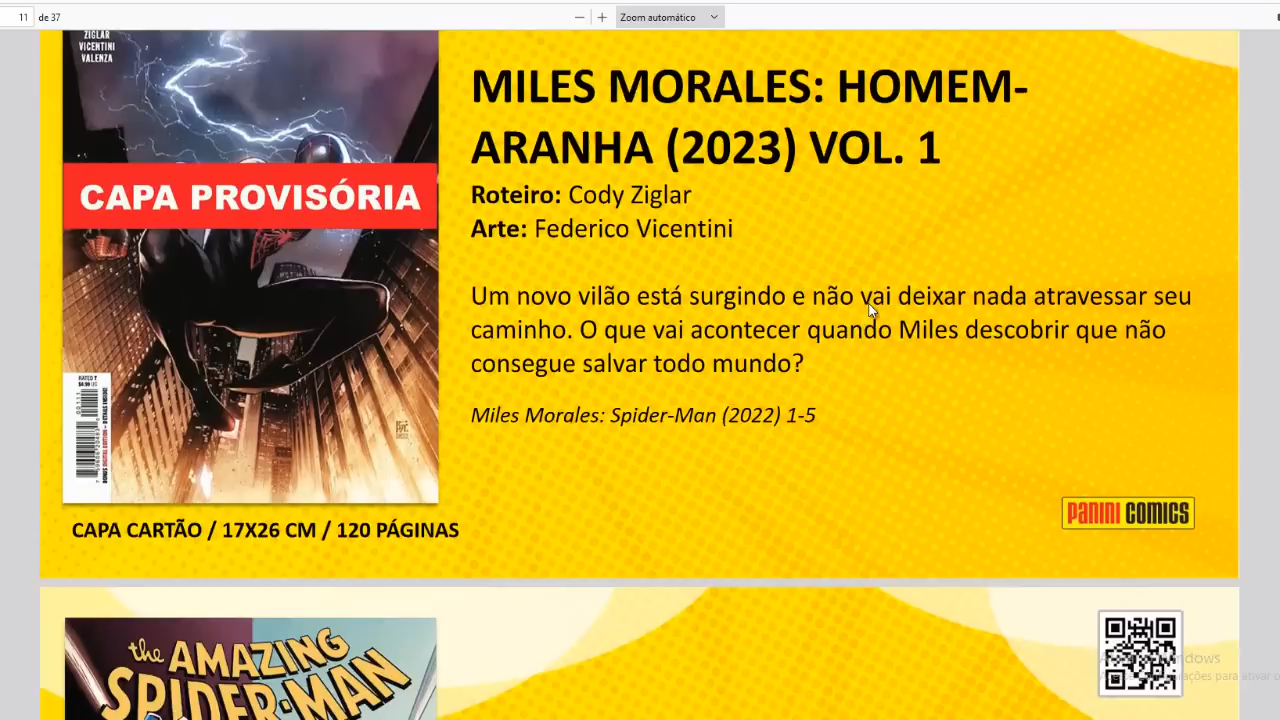 11 de 37
Zoom automático
ZIGLAR
VICENTINI
VALENZA
CAPA PROVISÓRIA
RATED T
MILES MORALES: HOMEM-
ARANHA (2023) VOL. 1
Roteiro: Cody Ziglar
Arte: Federico Vicentini
Um novo vilão está surgindo e não vai deixar nada atravessar seu
caminho. O que vai acontecer quando Miles descobrir que não
consegue salvar todo mundo?
Miles Morales: Spider-Man (2022) 1-5
PANINI COMICS
CAPA CARTÃO / 17X26 CM / 120 PÁGINAS
the AMAZING
SPIDER-MAN